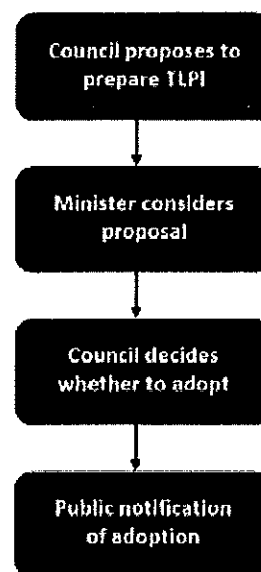 Council proposes to
prepare TLPI
Minister considers
proposal
Council decides
whether to adopt
Public notification
of adoption